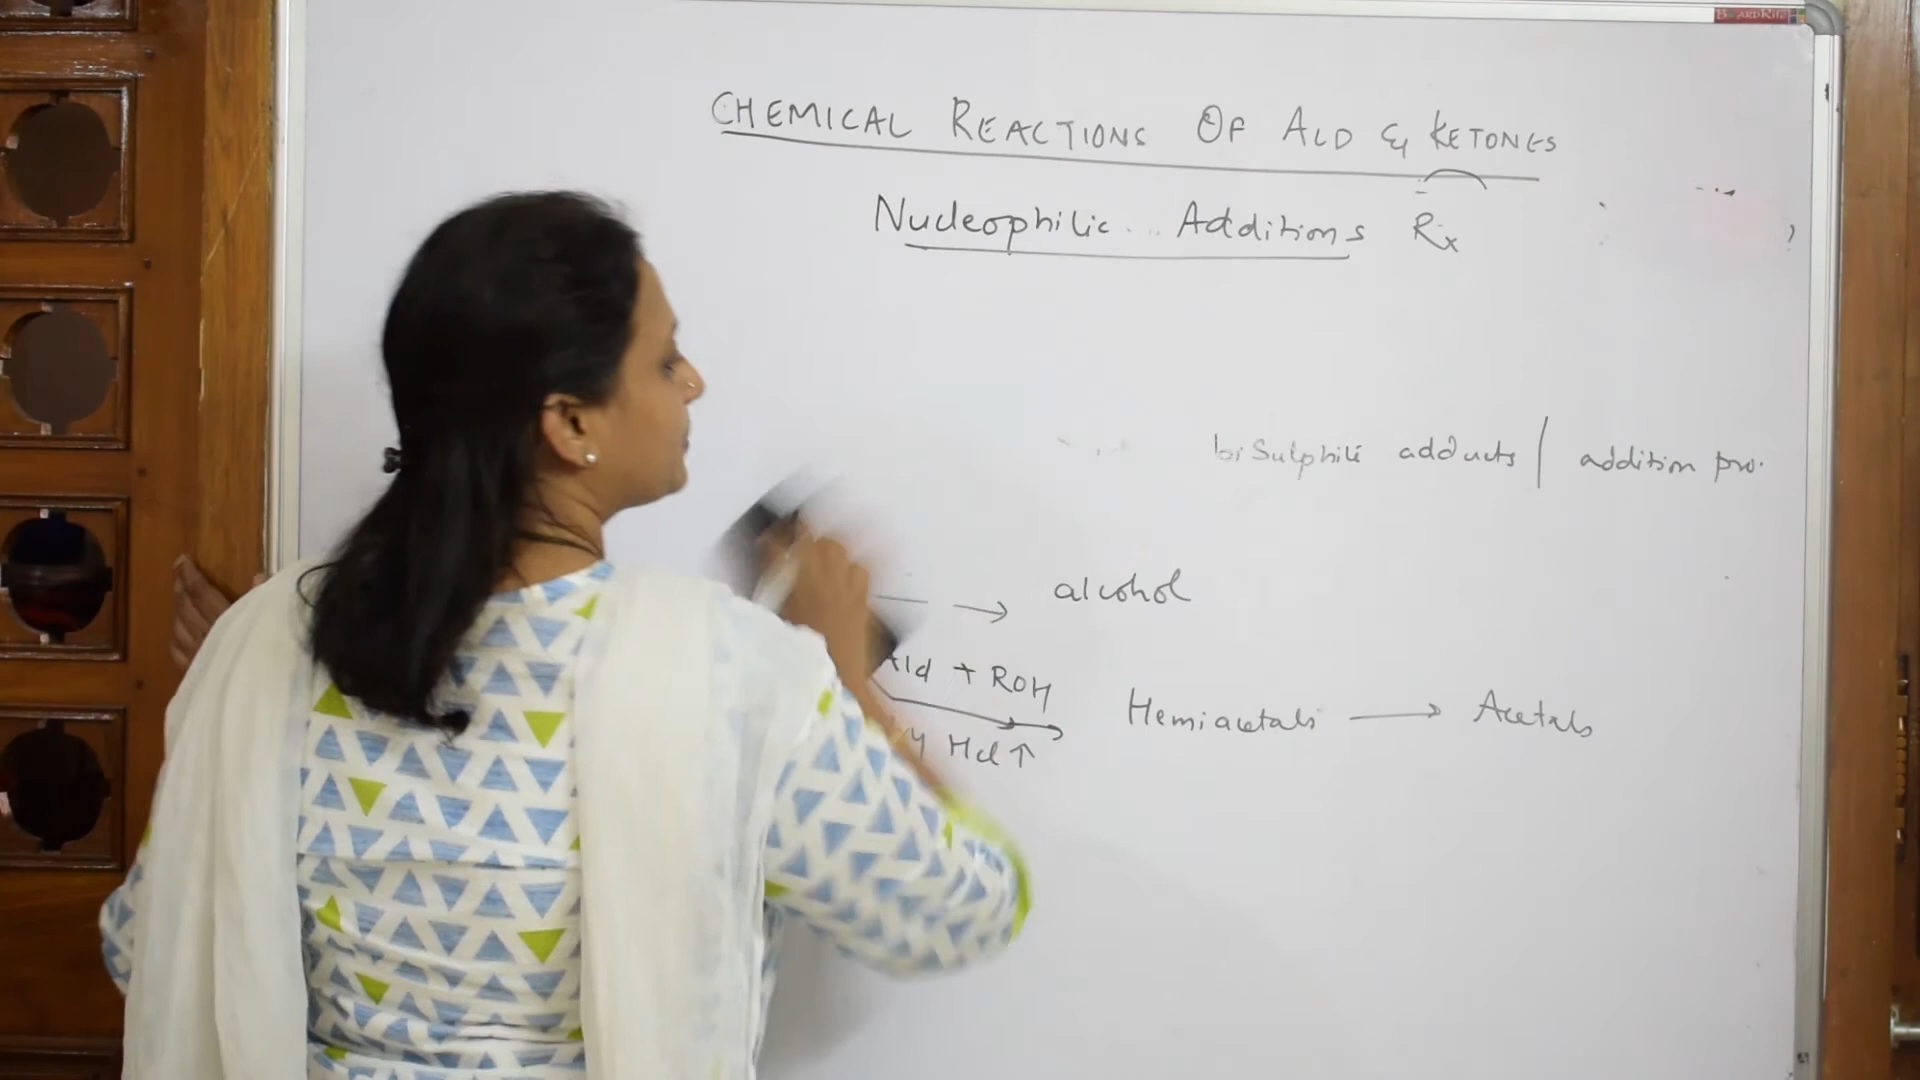 CHEMICAL REACTIONS OF ALD & KETONES
Nucleophilic Additions Rx
biSulphite adducts / addition pro.
→ alcohol
Ald + ROH
Hemiacetals → Acetals
HCl ↑